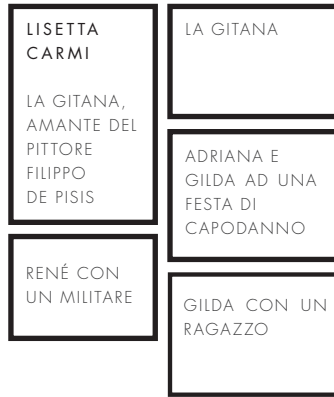 LISETTA
CARMI
LA GITANA,
AMANTE DEL
PITTORE
FILIPPO
DE PISIS
RENÉ CON
UN MILITARE
LA GITANA
ADRIANA E
GILDA AD UNA
FESTA DI
CAPODANNO
GILDA CON UN
RAGAZZO